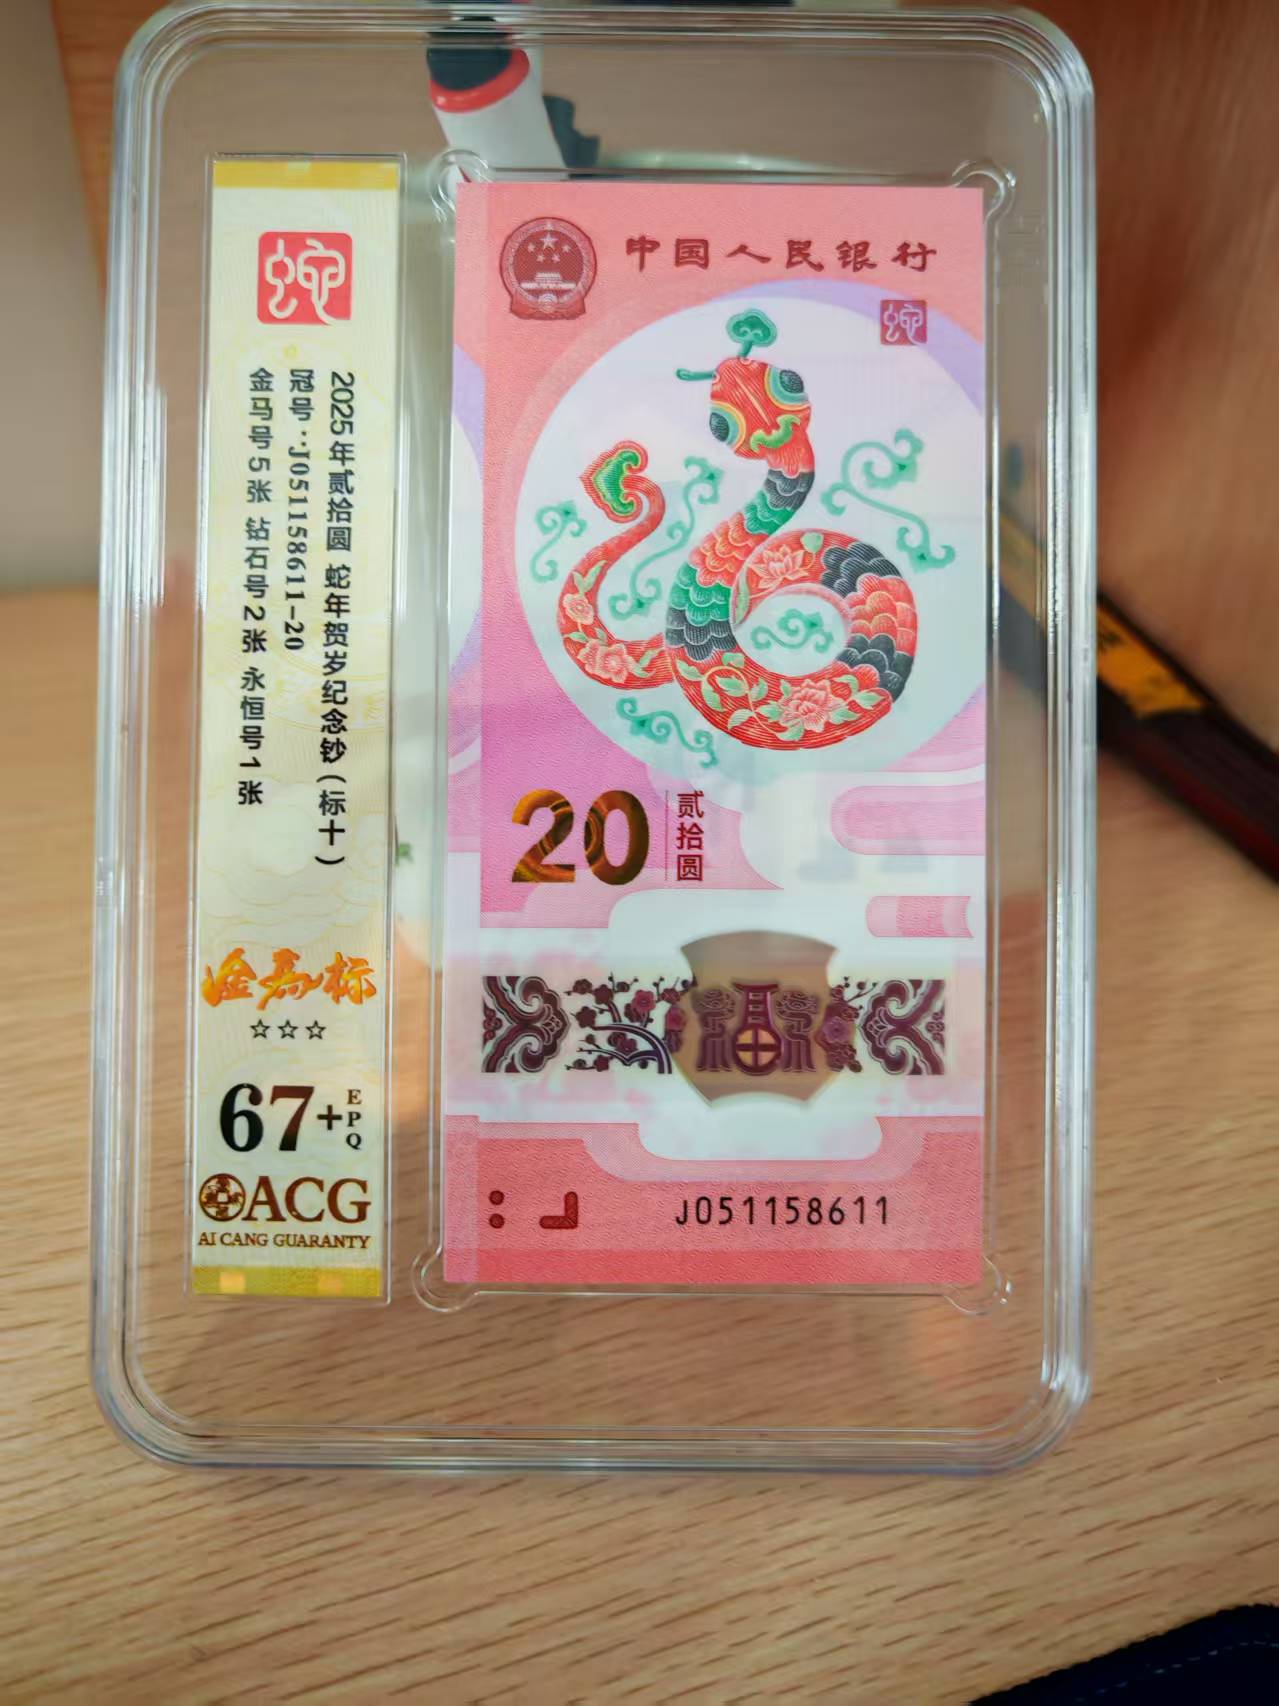 蛇
2025年贰拾圆 蛇年贺岁纪念钞（标十）
冠号：J051158611-20
金马号5张 钻石号2张 永恒号1张
金马标
☆☆☆
67+ EPQ
ACG
AI CANG GUARANTY
中国人民银行
蛇
20 贰拾圆
J051158611